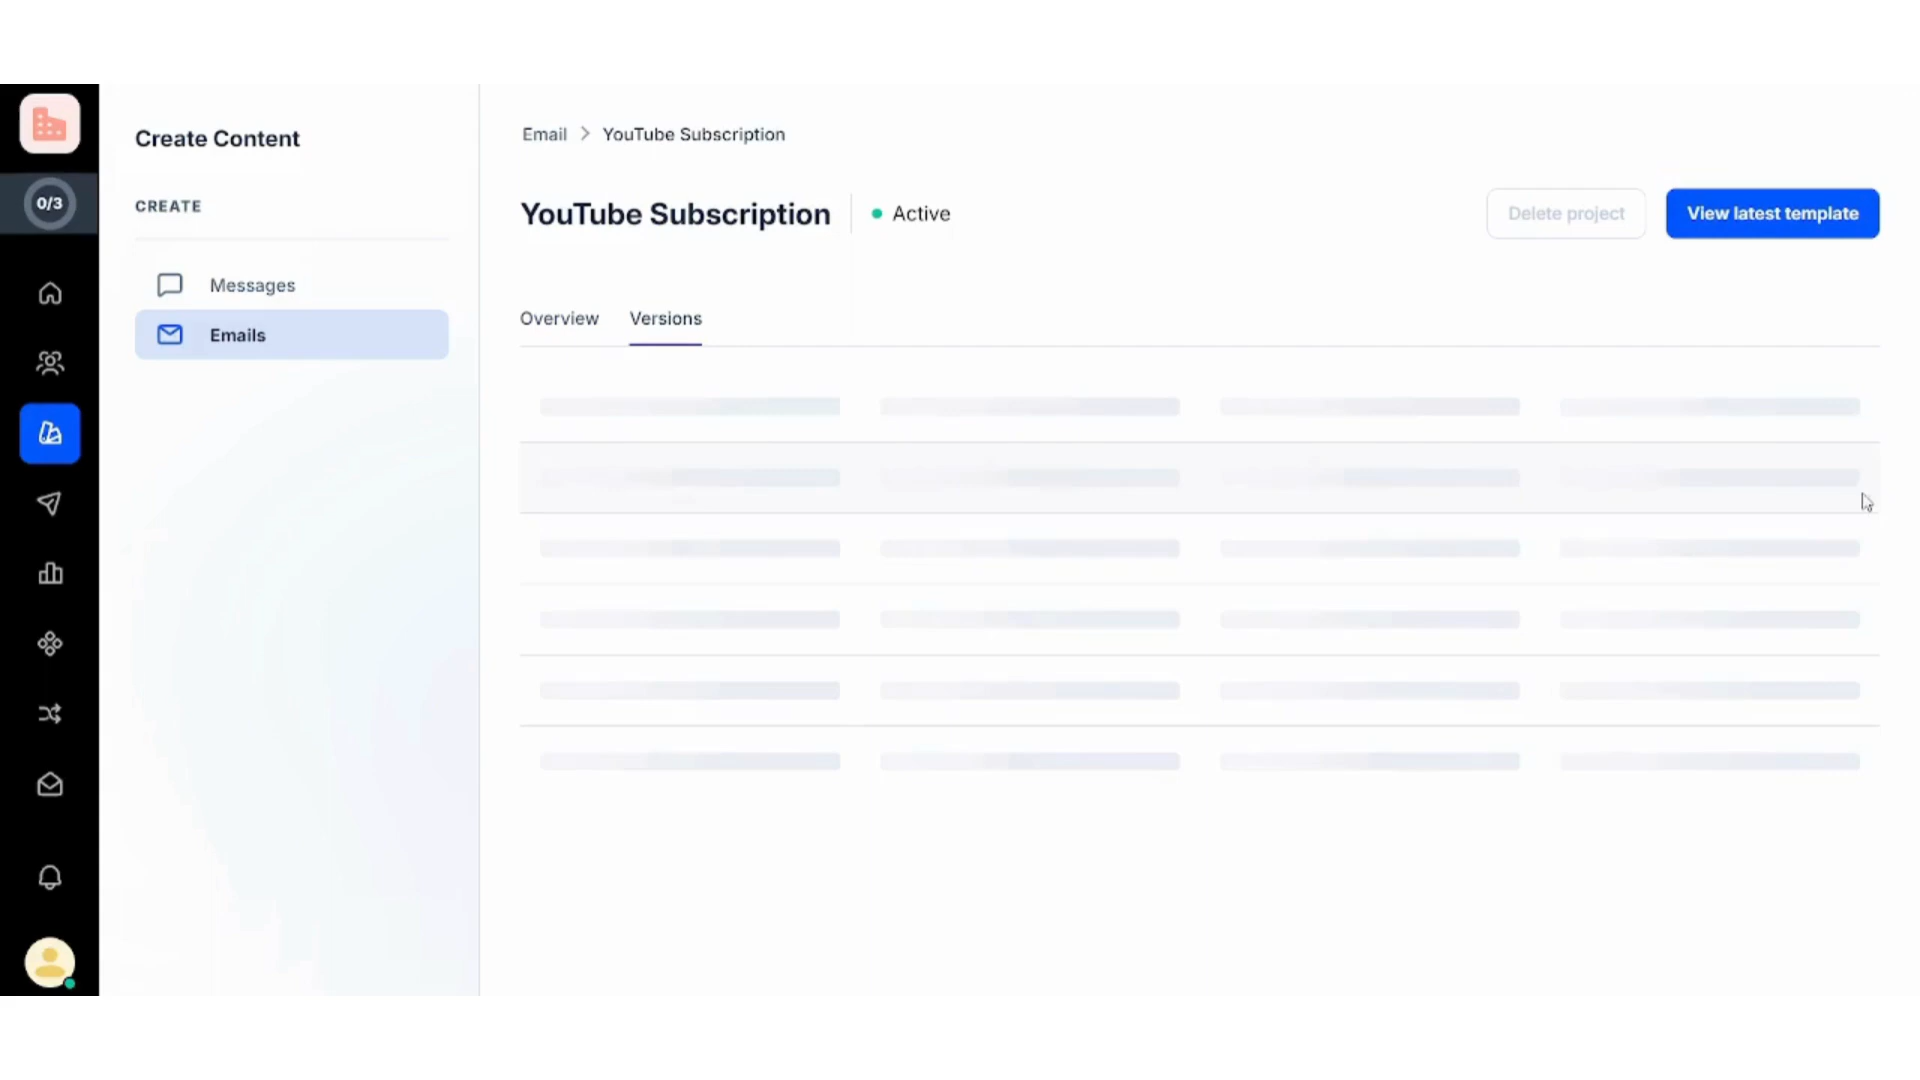 0/3
Create Content
CREATE
Messages
Emails
Email > YouTube Subscription
YouTube Subscription
Active
Delete project
View latest template
Overview
Versions